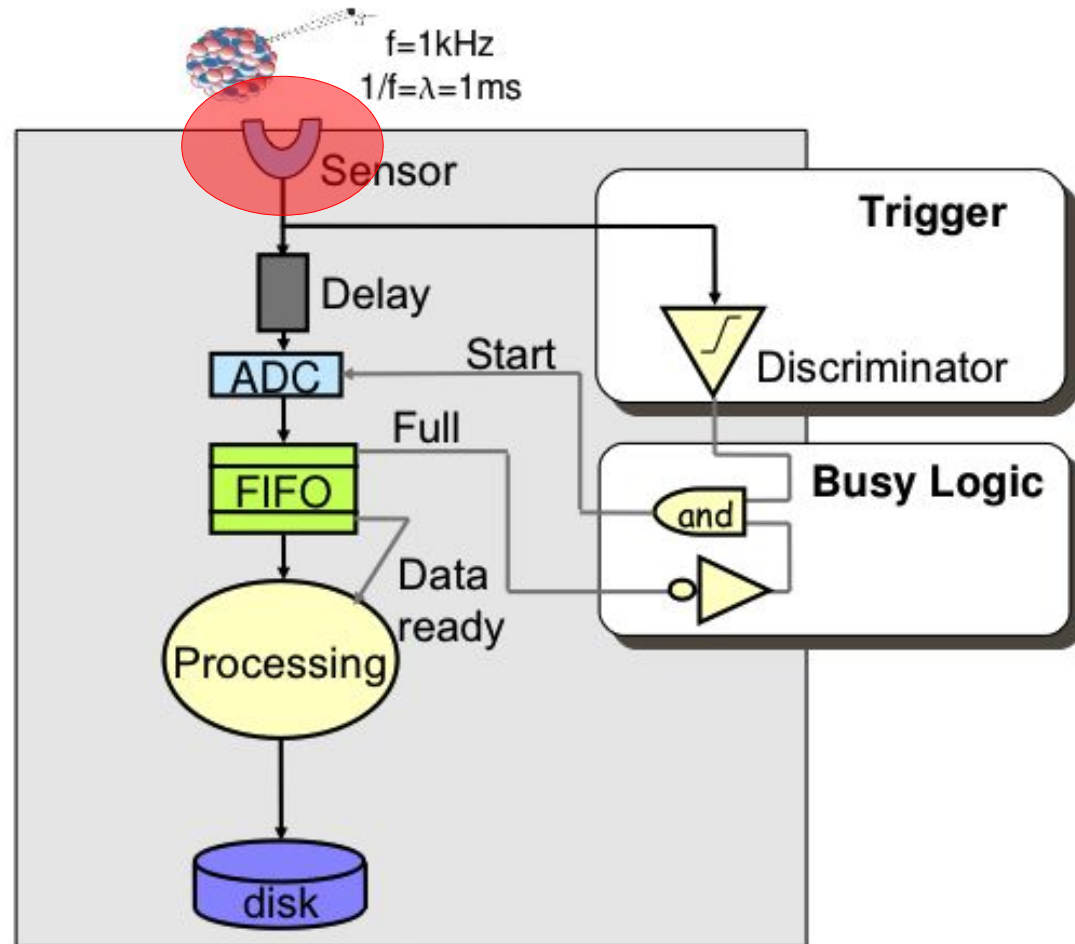 f=1kHz
1/f=λ=1ms
Sensor
Trigger
Delay
Start
Discriminator
ADC
Full
FIFO
Busy Logic
and
Data
ready
Processing
disk